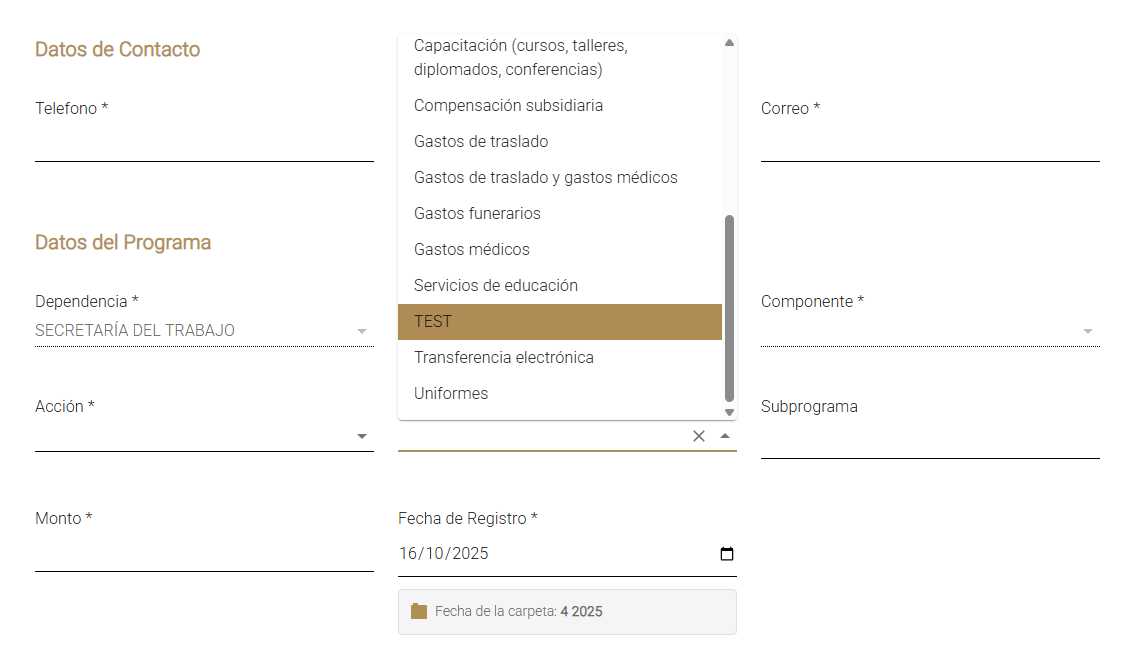 Datos de Contacto
Telefono *
Capacitación (cursos, talleres,
diplomados, conferencias)
Compensación subsidiaria
Gastos de traslado
Gastos de traslado y gastos médicos
Gastos funerarios
Gastos médicos
Servicios de educación
TEST
Transferencia electrónica
Uniformes
Correo *
Datos del Programa
Dependencia *
SECRETARÍA DEL TRABAJO
Componente *
Acción *
Subprograma
Monto *
Fecha de Registro *
16/10/2025
Fecha de la carpeta: 4 2025